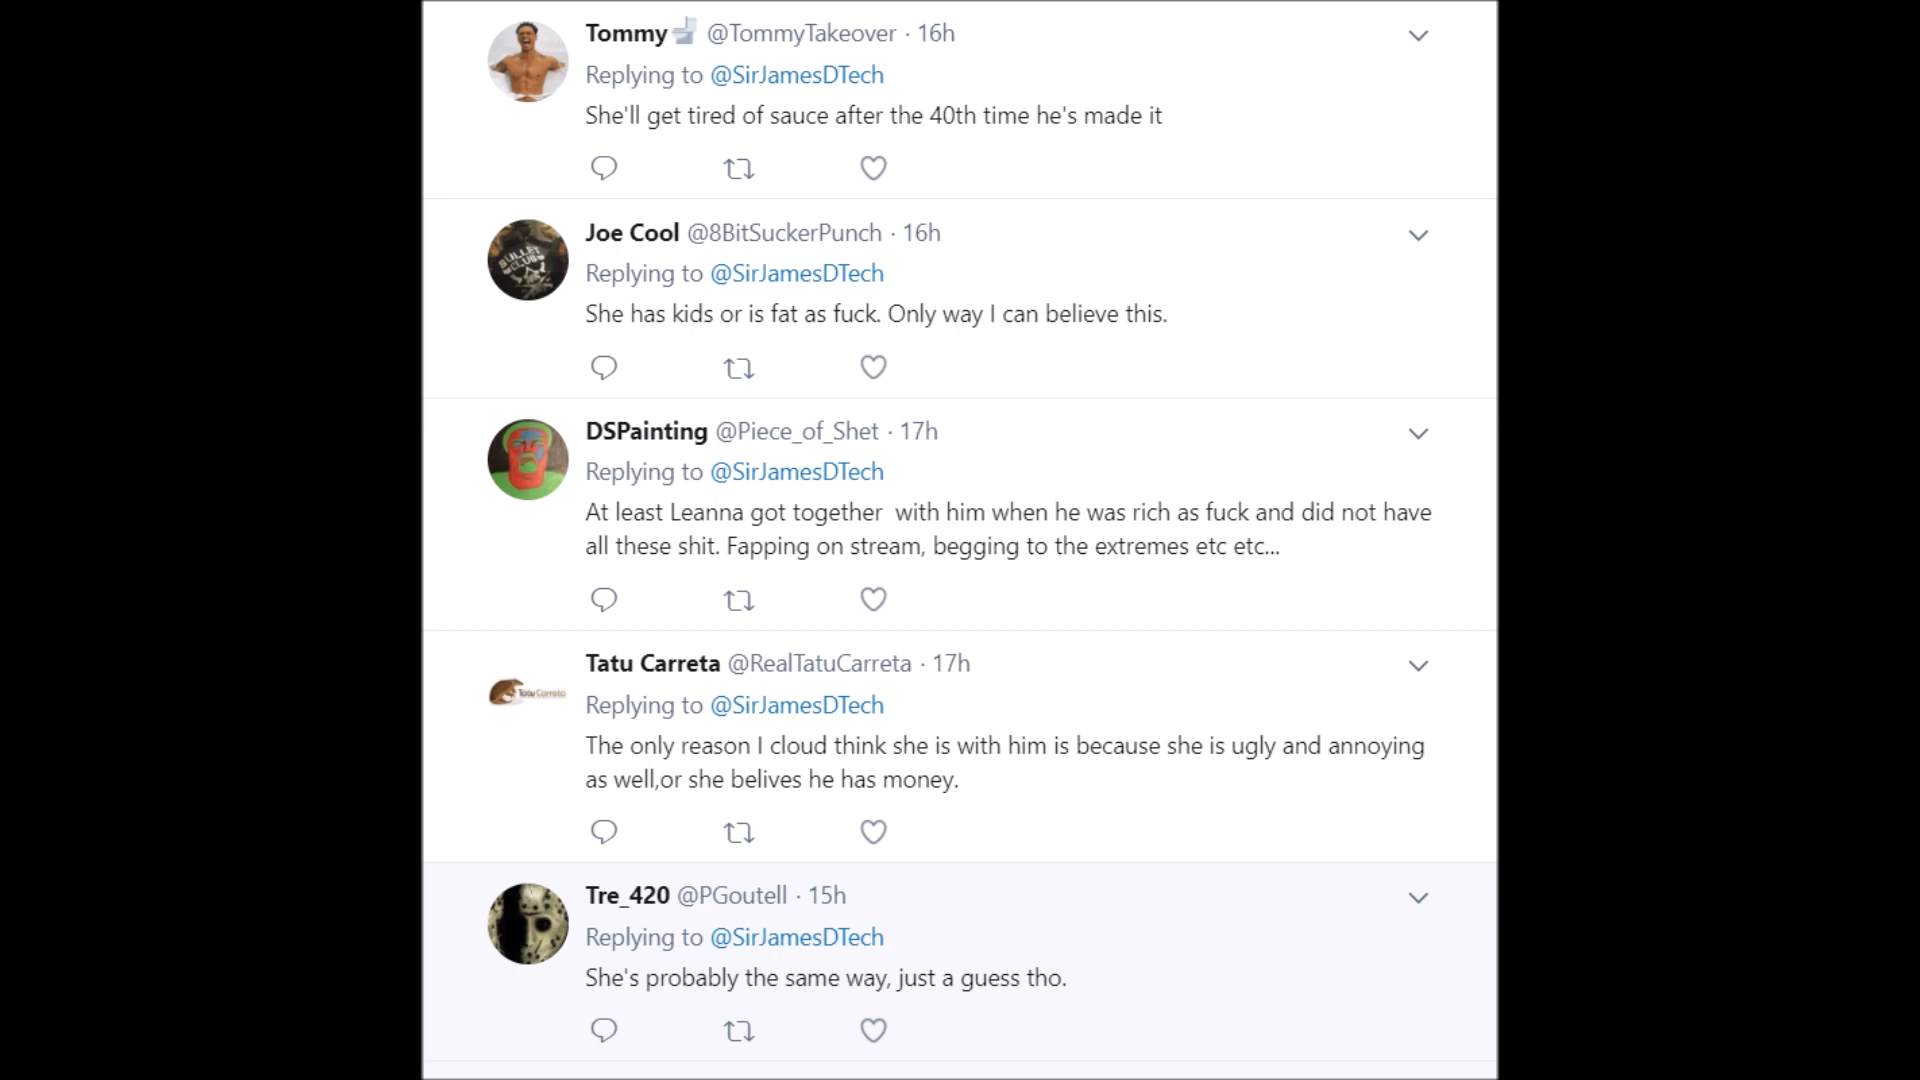 Tommy @TommyTakeover · 16h
Replying to @SirJamesDTech
She'll get tired of sauce after the 40th time he's made it
Joe Cool @8BitSuckerPunch · 16h
BULLET
CLUB
Replying to @SirJamesDTech
She has kids or is fat as fuck. Only way I can believe this.
DSPainting @Piece_of_Shet · 17h
Replying to @SirJamesDTech
At least Leanna got together  with him when he was rich as fuck and did not have
all these shit. Fapping on stream, begging to the extremes etc etc...
Tatu Carreta @RealTatuCarreta · 17h
Tatu Carreta
Replying to @SirJamesDTech
The only reason I cloud think she is with him is because she is ugly and annoying
as well,or she belives he has money.
Tre_420 @PGoutell · 15h
Replying to @SirJamesDTech
She's probably the same way, just a guess tho.